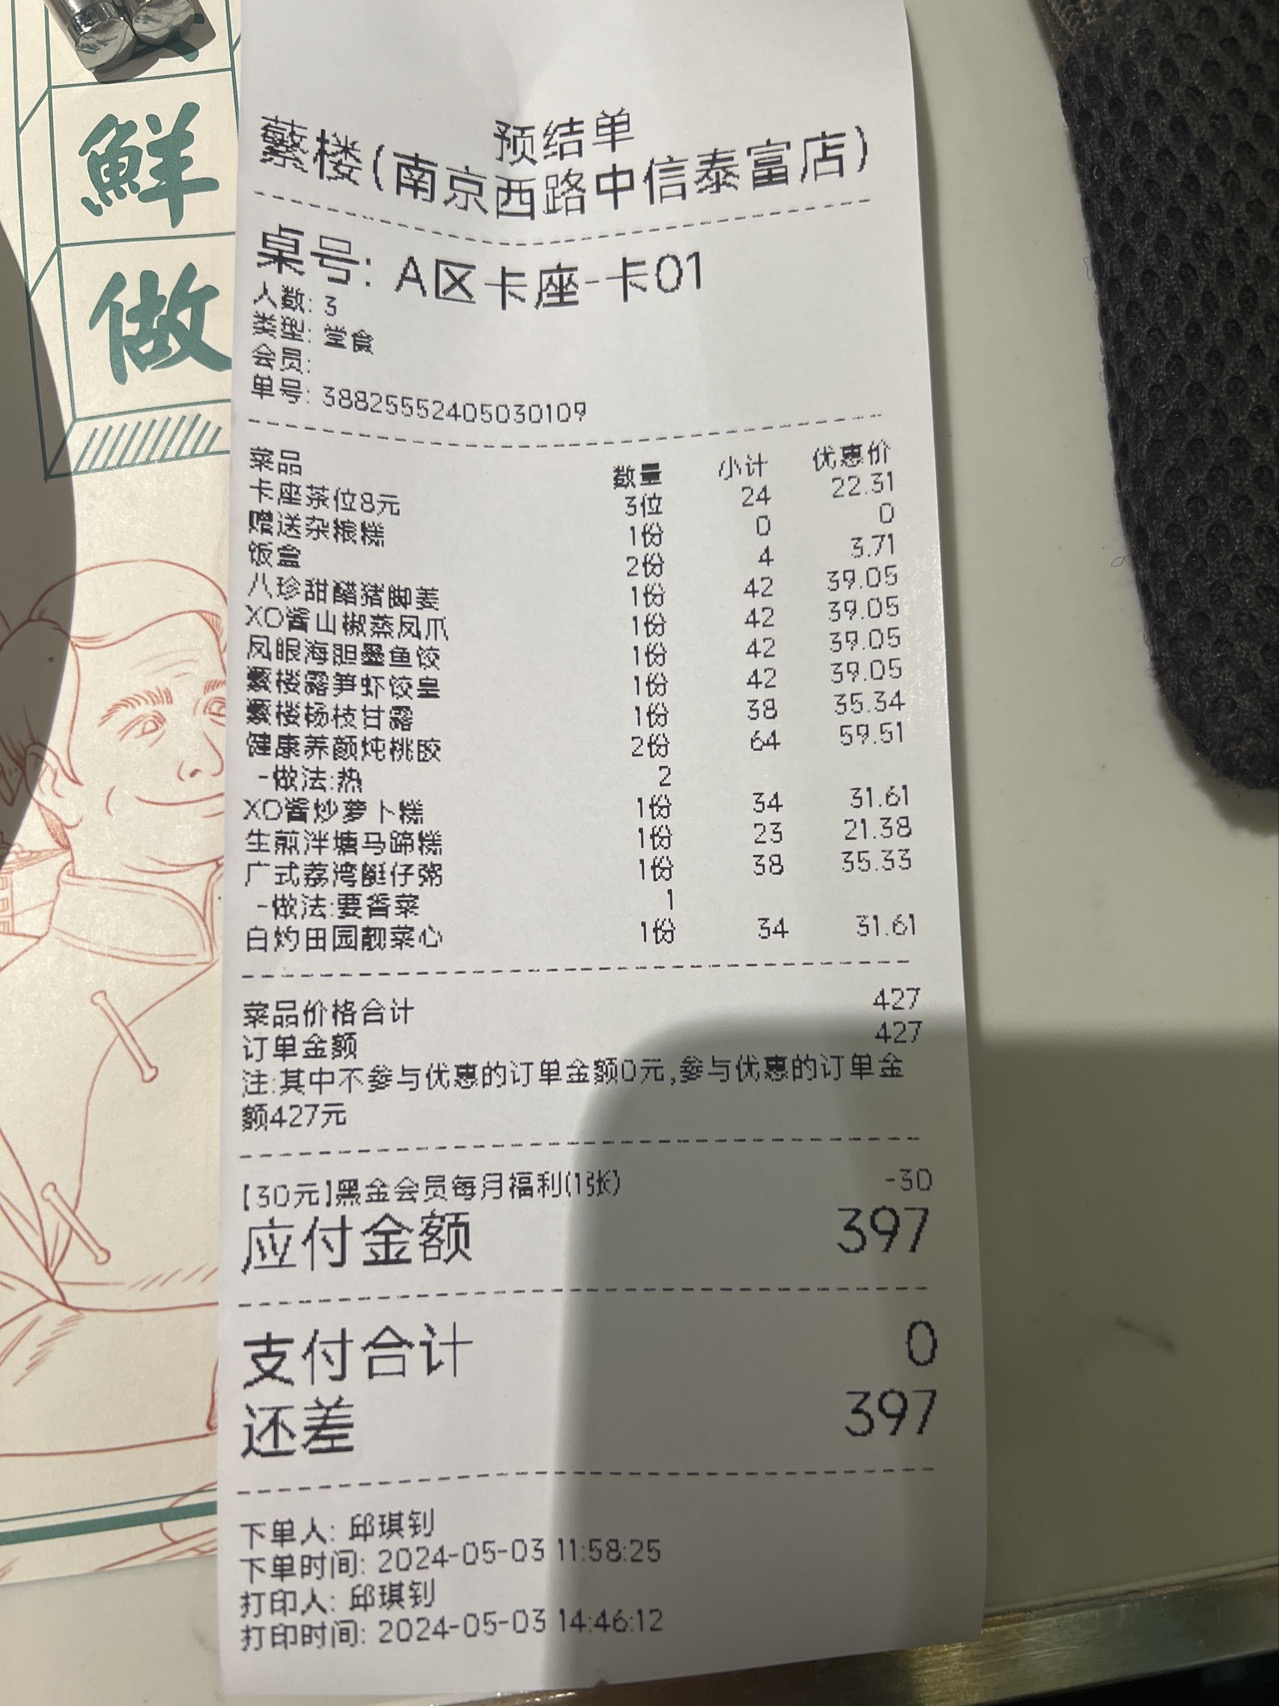 鮮
做
预结单
蘩楼(南京西路中信泰富店)
桌号: A区卡座-卡01
人数: 3
类型: 堂食
会员:
单号: 38825552405030109
菜品 数量 小计 优惠价
卡座茶位8元 3位 24 22.31
赠送杂粮糕 1份 0 0
饭盒 2份 4 3.71
八珍甜醋猪脚姜 1份 42 39.05
XO酱山椒蒸凤爪 1份 42 39.05
凤眼海胆墨鱼饺 1份 42 39.05
蘩楼露笋虾饺皇 1份 42 39.05
蘩楼杨枝甘露 1份 38 35.34
健康养颜炖桃胶 2份 64 59.51
-做法:热 2
XO酱炒萝卜糕 1份 34 31.61
生煎泮塘马蹄糕 1份 23 21.38
广式荔湾艇仔粥 1份 38 35.33
-做法:要香菜 1
白灼田园靓菜心 1份 34 31.61
菜品价格合计 427
订单金额 427
注:其中不参与优惠的订单金额0元,参与优惠的订单金
额427元
【30元】黑金会员每月福利(1张) -30
应付金额 397
支付合计 0
还差 397
下单人: 邱琪钊
下单时间: 2024-05-03 11:58:25
打印人: 邱琪钊
打印时间: 2024-05-03 14:46:12